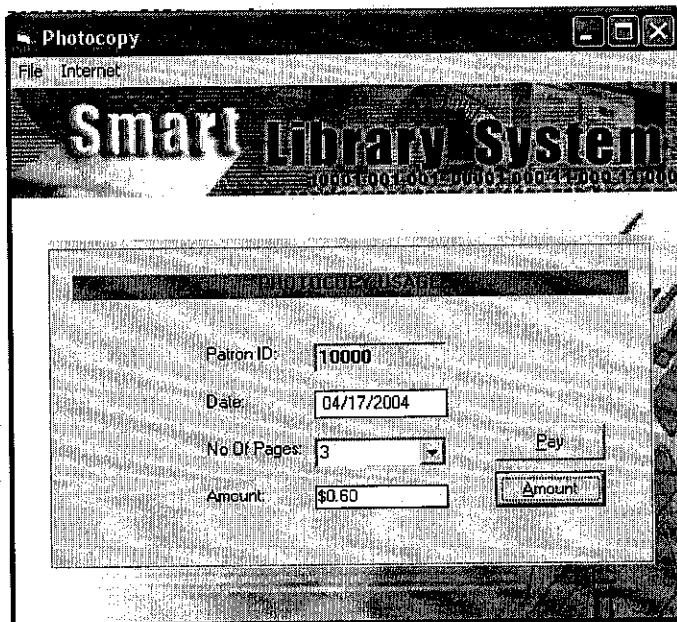 Photocopy
File Internet
Smart Library System
PHOTOCOPY USAGE
Patron ID: 10000
Date: 04/17/2004
No Of Pages: 3
Pay
Amount: $0.60
Amount